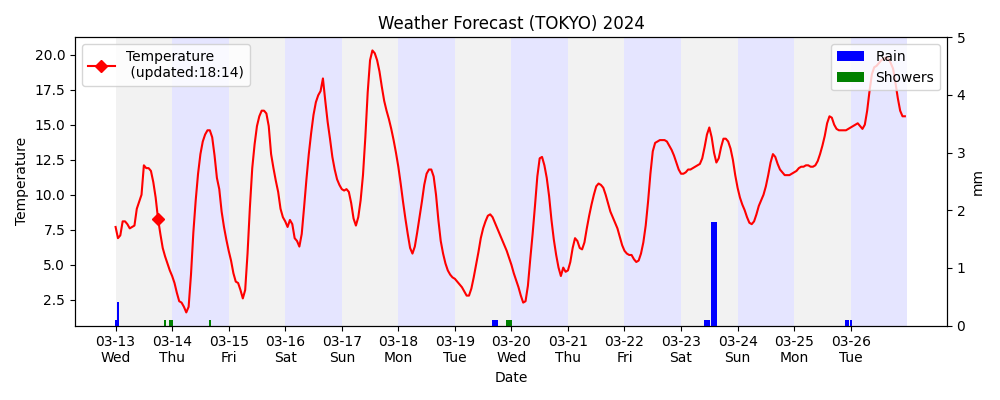 Weather Forecast (TOKYO) 2024
Temperature
(updated:18:14)
Rain
Showers
Temperature
20.0
17.5
15.0
12.5
10.0
7.5
5.0
2.5
5
4
3
2
1
0
mm
03-13 03-14 03-15 03-16 03-17 03-18 03-19 03-20 03-21 03-22 03-23 03-24 03-25 03-26
Wed Thu Fri Sat Sun Mon Tue Wed Thu Fri Sat Sun Mon Tue
Date